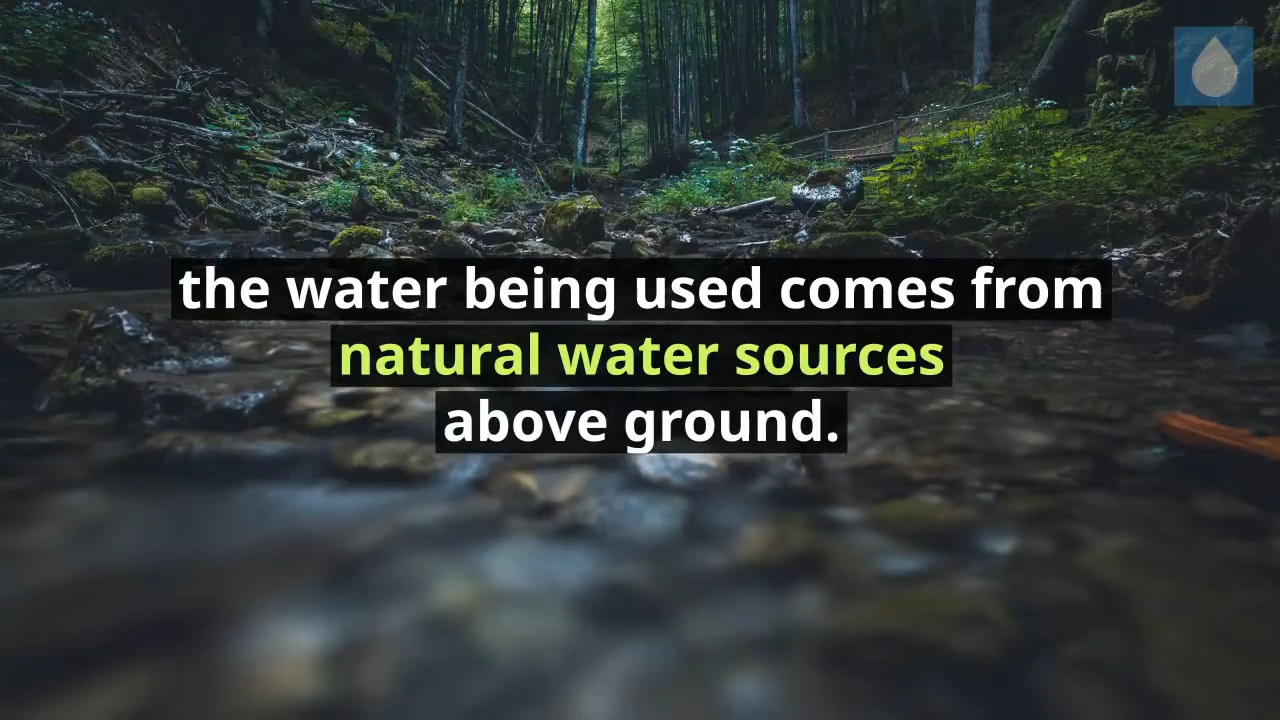 the water being used comes from
natural water sources
above ground.